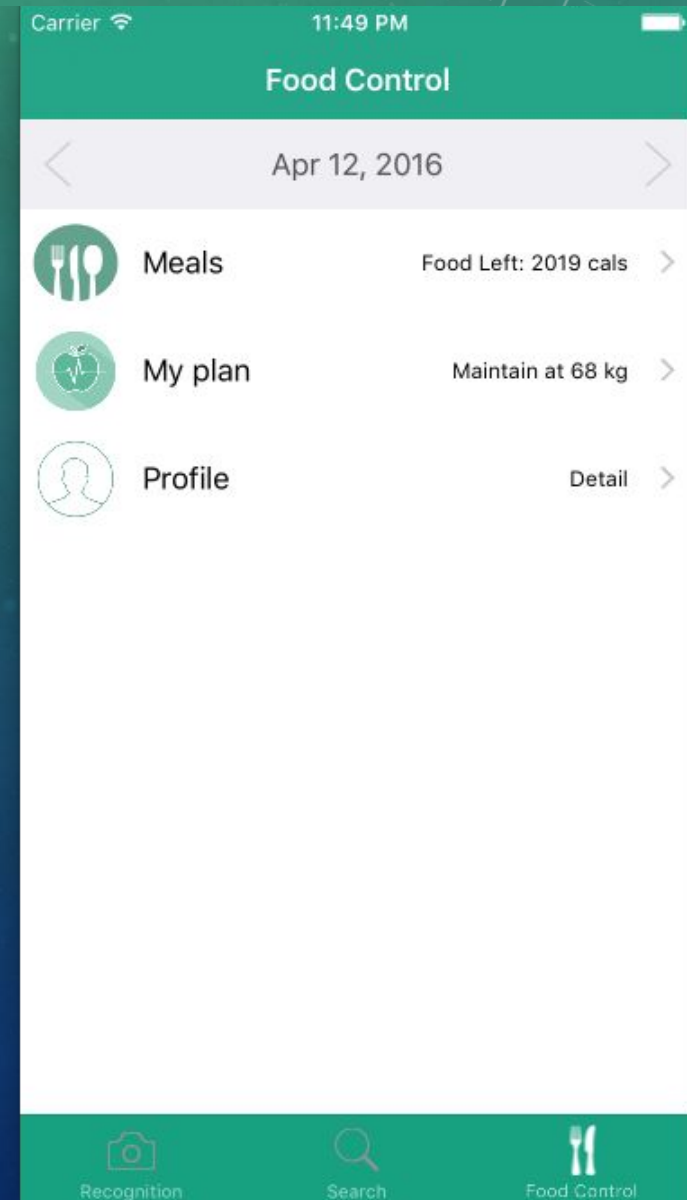 Carrier 11:49 PM
Food Control
Apr 12, 2016
Meals Food Left: 2019 cals
My plan Maintain at 68 kg
Profile Detail
Recognition Search Food Control